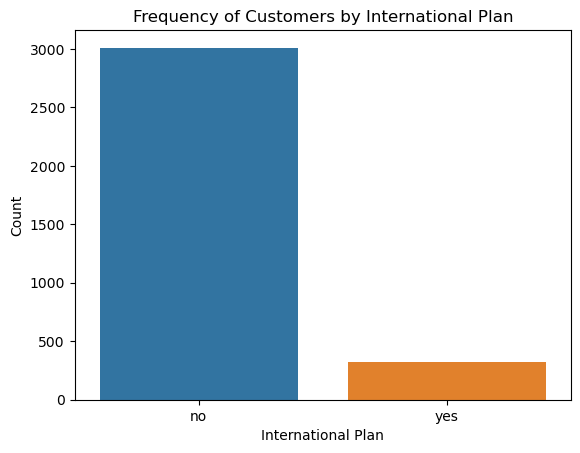 Frequency of Customers by International Plan
3000
2500
2000
1500
1000
500
0
Count
no
yes
International Plan